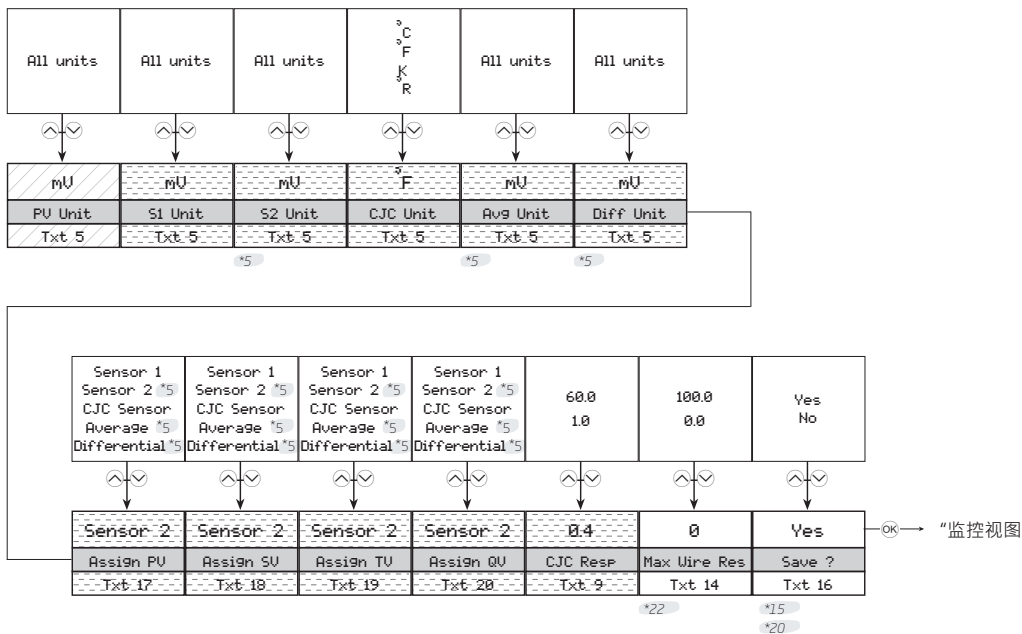 All units All units All units °C All units All units
°F
°K
°R
mV mV mV °F mV mV
PV Unit S1 Unit S2 Unit CJC Unit Avg Unit Diff Unit
Txt 5 Txt 5 Txt 5 Txt 5 Txt 5 Txt 5
*5 *5 *5
Sensor 1 Sensor 1 Sensor 1 Sensor 1
Sensor 2 *5 Sensor 2 *5 Sensor 2 *5 Sensor 2 *5 60.0 100.0 Yes
CJC Sensor CJC Sensor CJC Sensor CJC Sensor 1.0 0.0 No
Average *5 Average *5 Average *5 Average *5
Differential *5 Differential *5 Differential *5 Differential *5
Sensor 2 Sensor 2 Sensor 2 Sensor 2 0.4 0 Yes OK “监控视图
Assign PV Assign SV Assign TV Assign QV CJC Resp Max Wire Res Save ?
Txt 17 Txt 18 Txt 19 Txt 20 Txt 9 Txt 14 Txt 16
*22 *15
*20